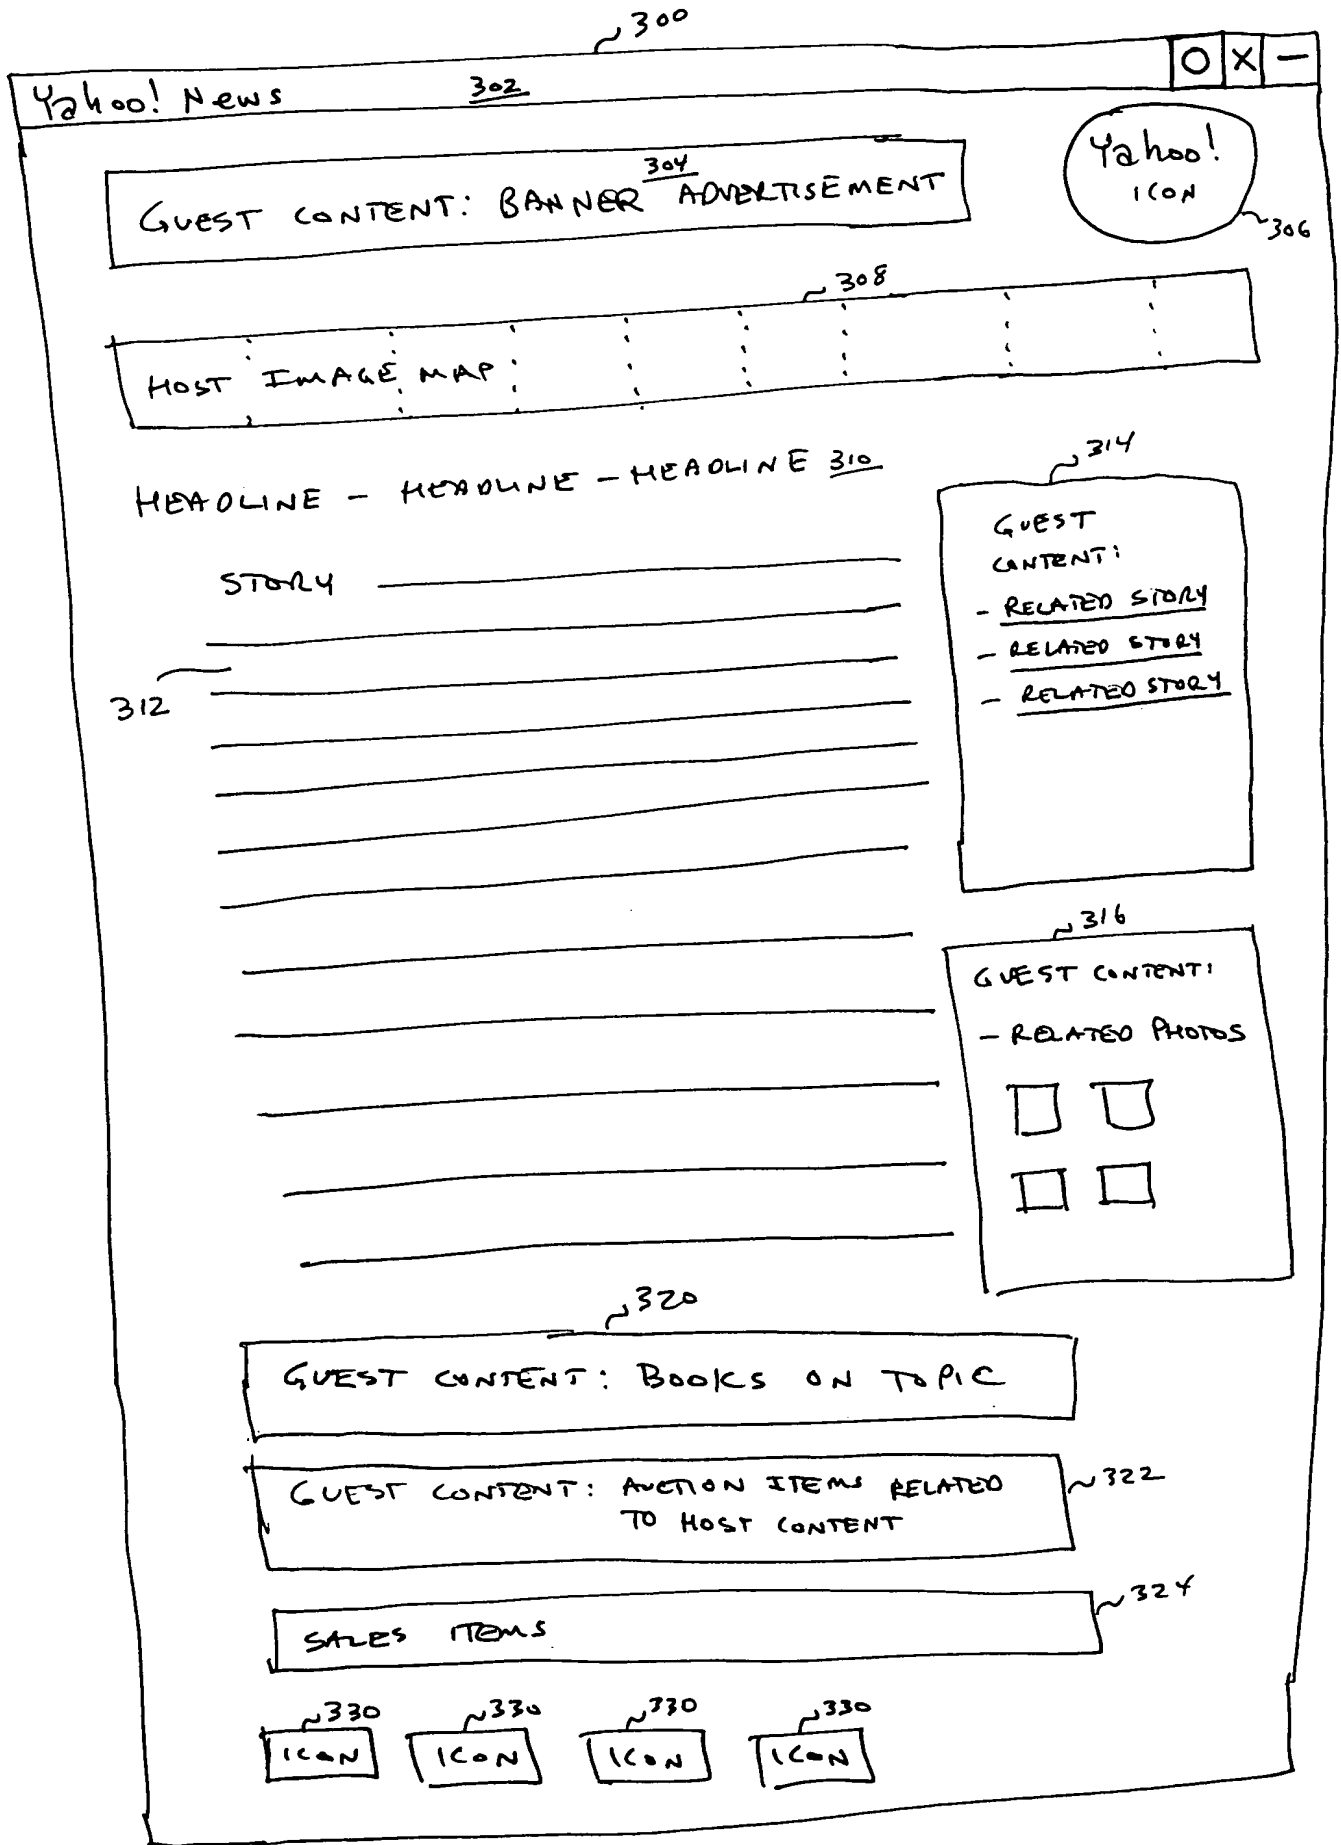 300
Yahoo! News 302 O X —
GUEST CONTENT: BANNER 304 ADVERTISEMENT
Yahoo!
ICON
306
308
HOST IMAGE MAP
HEADLINE - HEADLINE - HEADLINE 310
STORY
312
314
GUEST
CONTENT:
- RELATED STORY
- RELATED STORY
- RELATED STORY
316
GUEST CONTENT:
- RELATED PHOTOS
320
GUEST CONTENT: BOOKS ON TOPIC
GUEST CONTENT: AUCTION ITEMS RELATED
TO HOST CONTENT
322
324
SALES ITEMS
330 330 330 330
ICON ICON ICON ICON